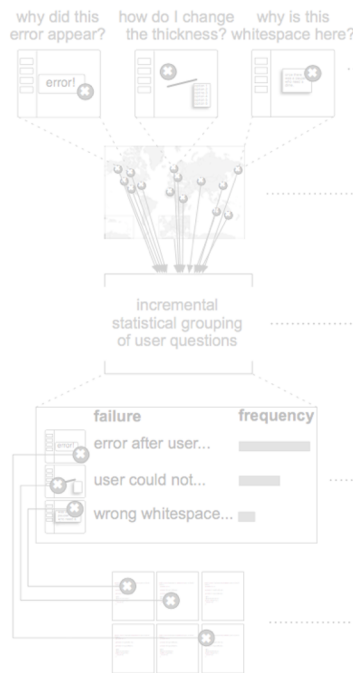 why did this
error appear?
how do I change
the thickness?
why is this
whitespace here?
error!
incremental
statistical grouping
of user questions
failure
frequency
error after user...
user could not...
wrong whitespace...
error!